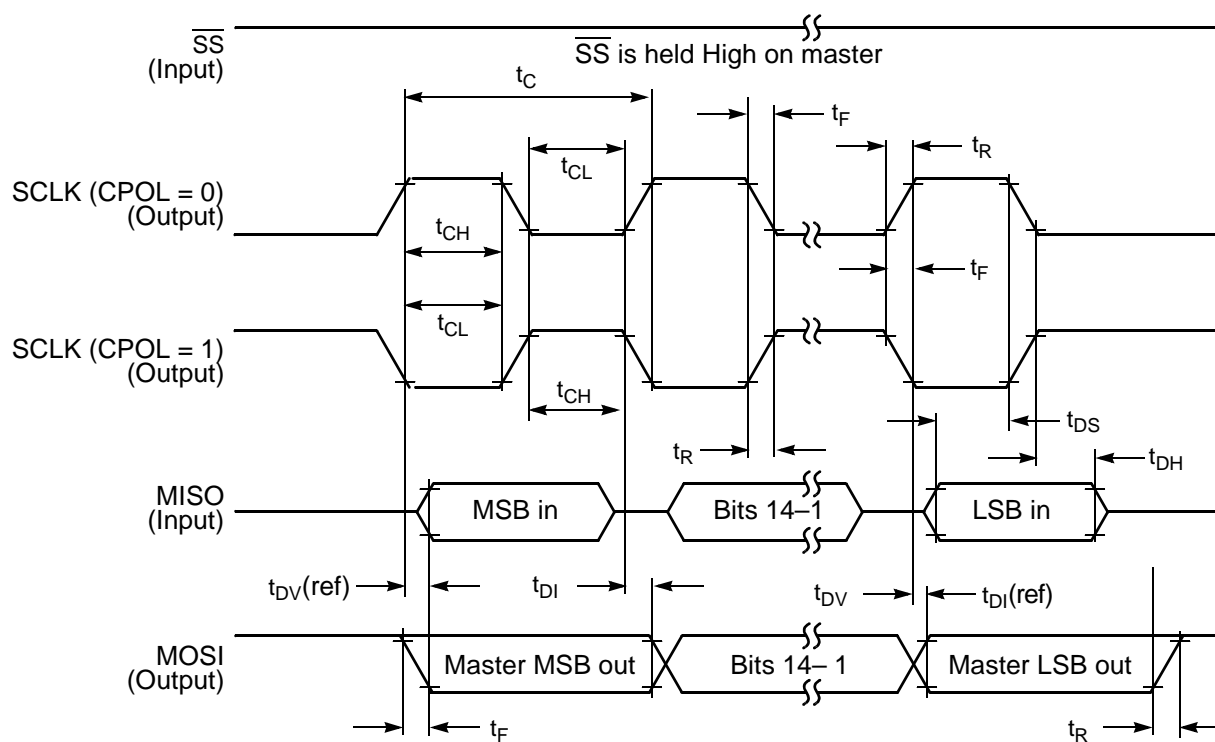 SS
(Input)
SS is held High on master
tC
tF
tR
tCL
SCLK (CPOL = 0)
(Output)
tCH
tF
tCL
SCLK (CPOL = 1)
(Output)
tCH
tDS
tR
tDH
MISO
(Input)
MSB in
Bits 14–1
LSB in
tDV(ref)
tDI
tDV
tDI(ref)
MOSI
(Output)
Master MSB out
Bits 14– 1
Master LSB out
tF
tR